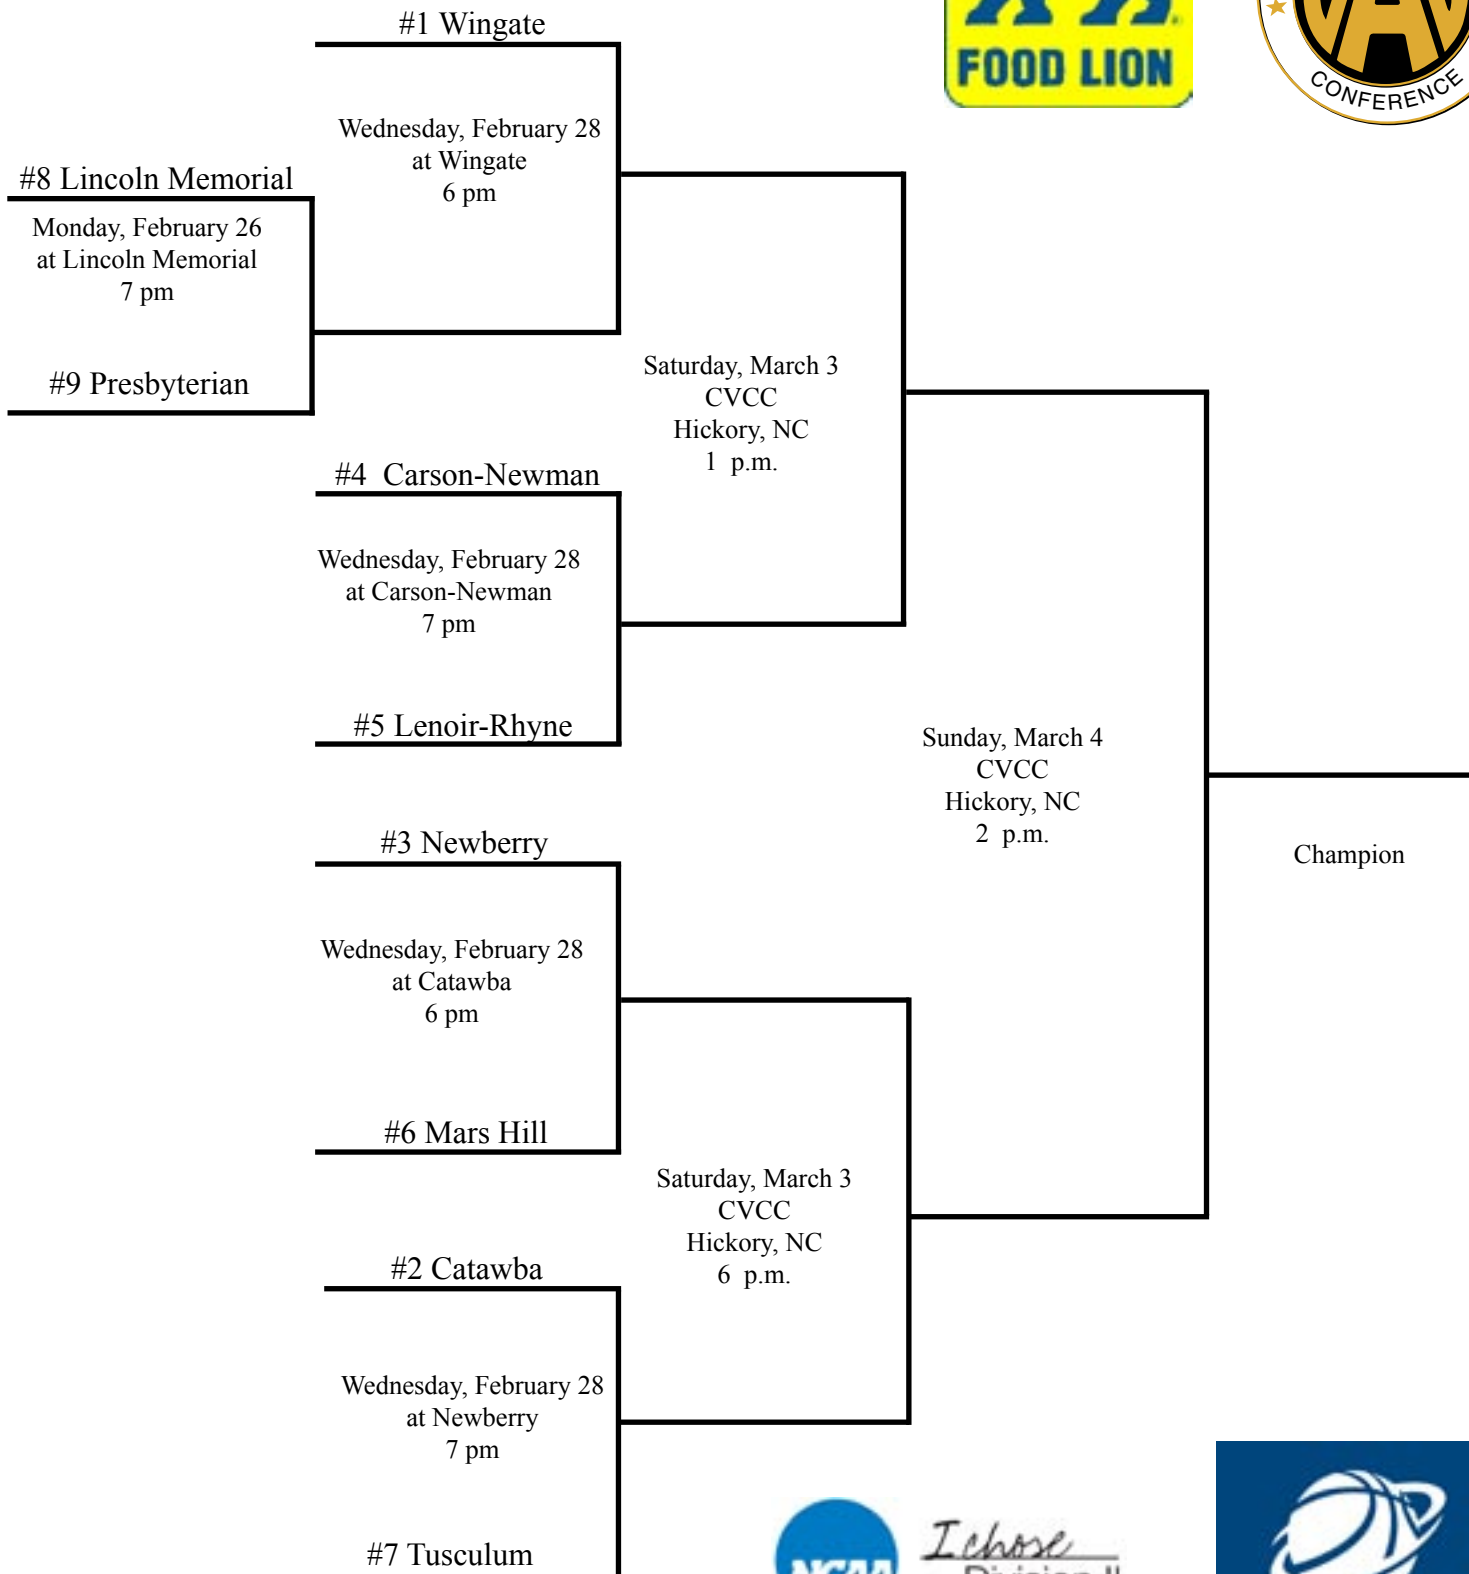 #1 Wingate
FOOD LION
CONFERENCE
Wednesday, February 28
at Wingate
6 pm
#8 Lincoln Memorial
Monday, February 26
at Lincoln Memorial
7 pm
#9 Presbyterian
Saturday, March 3
CVCC
Hickory, NC
1 p.m.
#4 Carson-Newman
Wednesday, February 28
at Carson-Newman
7 pm
#5 Lenoir-Rhyne
Sunday, March 4
CVCC
Hickory, NC
2 p.m.
Champion
#3 Newberry
Wednesday, February 28
at Catawba
6 pm
#6 Mars Hill
Saturday, March 3
CVCC
Hickory, NC
6 p.m.
#2 Catawba
Wednesday, February 28
at Newberry
7 pm
#7 Tusculum
NCAA
I chose
Division II